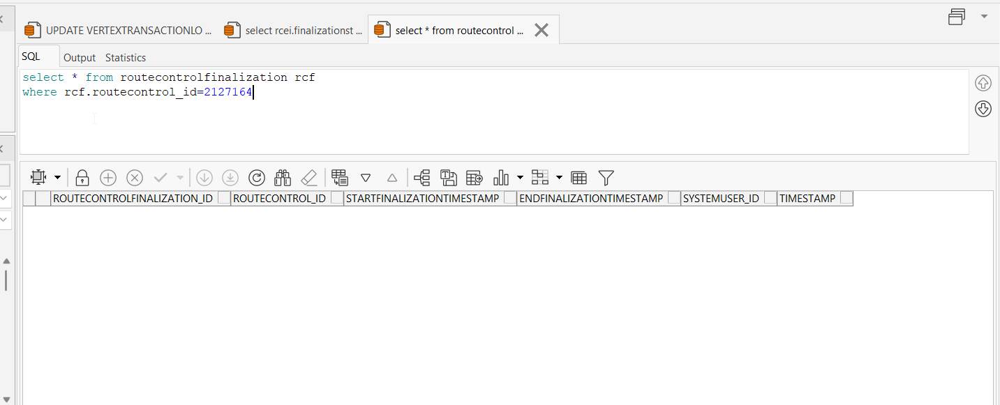 UPDATE VERTEXTRANSACTIONLO ... select rcei.finalizationst ... select * from routecontrol ...
SQL Output Statistics
select * from routecontrolfinalization rcf
where rcf.routecontrol_id=2127164
ROUTECONTROLFINALIZATION_ID ROUTECONTROL_ID STARTFINALIZATIONTIMESTAMP ENDFINALIZATIONTIMESTAMP SYSTEMUSER_ID TIMESTAMP